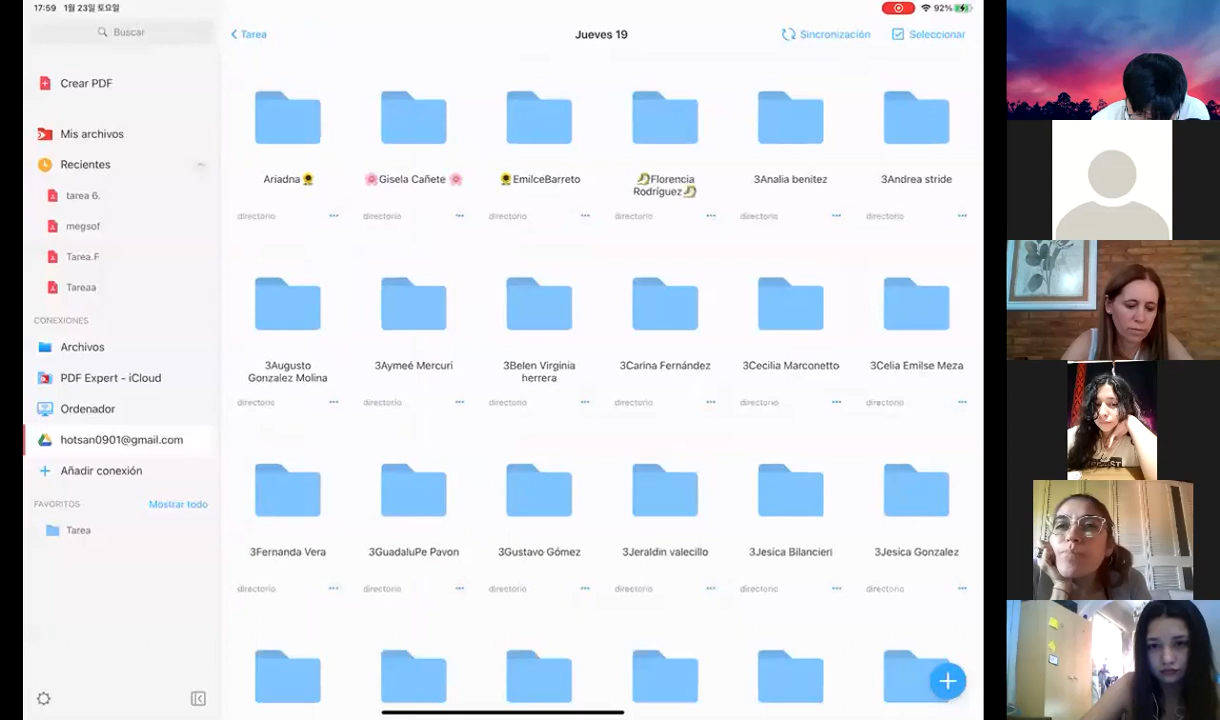 17:59 1월 23일 토요일
92%
Buscar
Tarea
Jueves 19
Sincronización
Seleccionar
Crear PDF
Mis archivos
Recientes
tarea 6.
megsof
Tarea.F
Tareaa
CONEXIONES
Archivos
PDF Expert - iCloud
Ordenador
hotsan0901@gmail.com
Añadir conexión
FAVORITOS
Mostrar todo
Tarea
Ariadna🌻
🌸Gisela Cañete 🌸
🌻EmilceBarreto
Florencia
Rodríguez
3Analia benitez
3Andrea stride
directorio
directorio
directorio
directorio
directorio
directorio
3Augusto
Gonzalez Molina
3Aymeé Mercuri
3Belen Virginia
herrera
3Carina Fernández
3Cecilia Marconetto
3Celia Emilse Meza
directorio
directorio
directorio
directorio
directorio
directorio
3Fernanda Vera
3GuadaluPe Pavon
3Gustavo Gómez
3Jeraldin valecillo
3Jesica Bilancieri
3Jesica Gonzalez
directorio
directorio
directorio
directorio
directorio
directorio